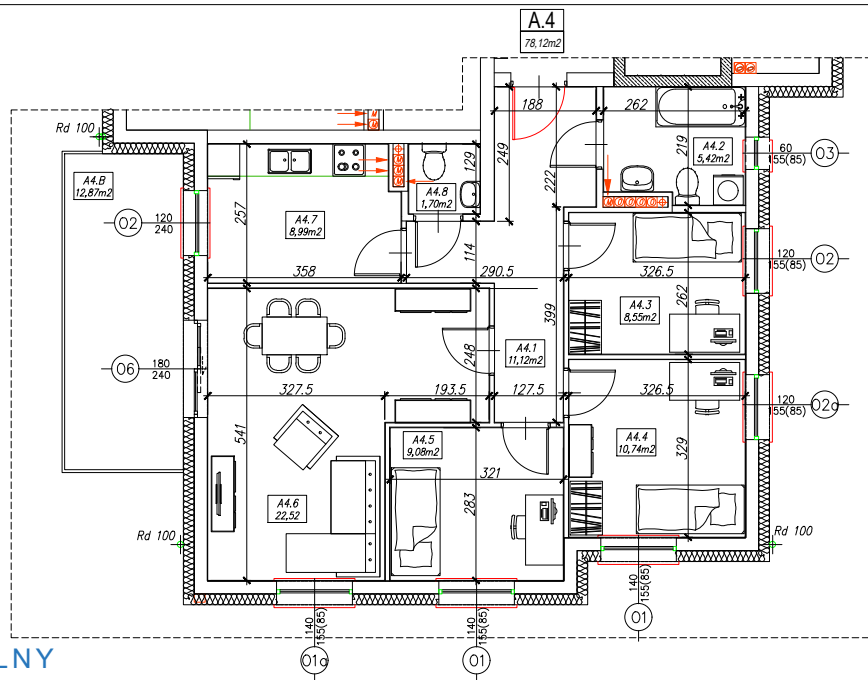 A.4
78,12m2
188
262
Rd 100
249
222
129
219
A4.2
5,42m2
60
155(85)
03
A4.B
12,87m2
A4.8
1,70m2
02
120
240
257
A4.7
8,99m2
114
120
155(85)
02
358
290.5
326.5
262
A4.3
8,55m2
399
06
180
240
248
A4.1
11,12m2
327.5
193.5
127.5
326.5
120
155(85)
02a
541
A4.5
9,08m2
A4.4
10,74m2
329
321
A4.6
22,52
283
Rd 100
Rd 100
140
155(85)
01
140
155(85)
01a
140
155(85)
01
LNY